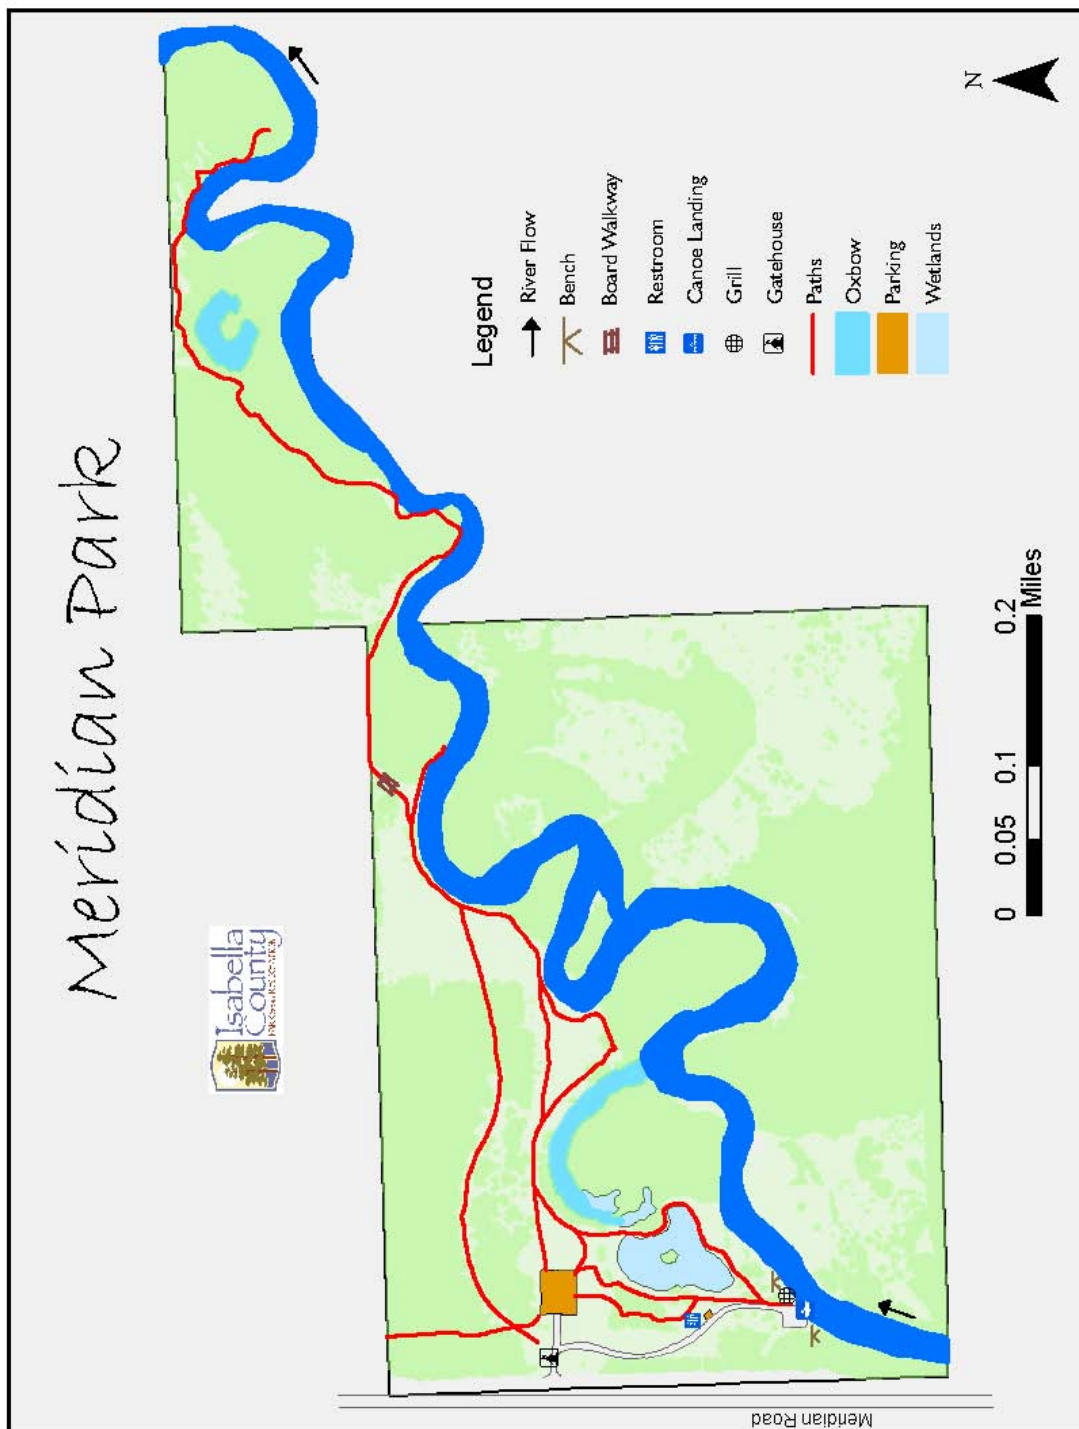 Meridian Park
Isabella
County
N
Legend
River Flow
Bench
Board Walkway
Restroom
Canoe Landing
Grill
Gatehouse
Paths
Oxbow
Parking
Wetlands
0 0.05 0.1 0.2
Miles
Meridian Road